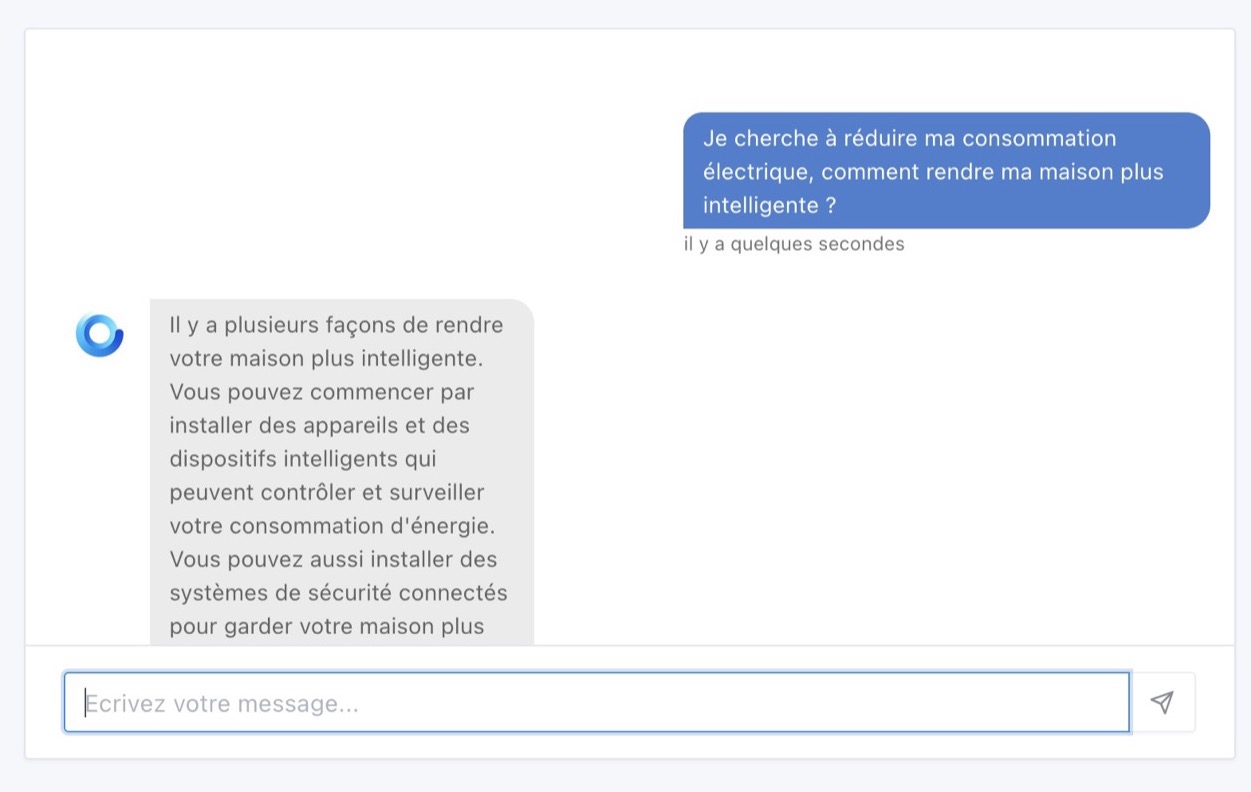 Je cherche à réduire ma consommation
électrique, comment rendre ma maison plus
intelligente ?
il y a quelques secondes
Il y a plusieurs façons de rendre
votre maison plus intelligente.
Vous pouvez commencer par
installer des appareils et des
dispositifs intelligents qui
peuvent contrôler et surveiller
votre consommation d'énergie.
Vous pouvez aussi installer des
systèmes de sécurité connectés
pour garder votre maison plus
Ecrivez votre message...